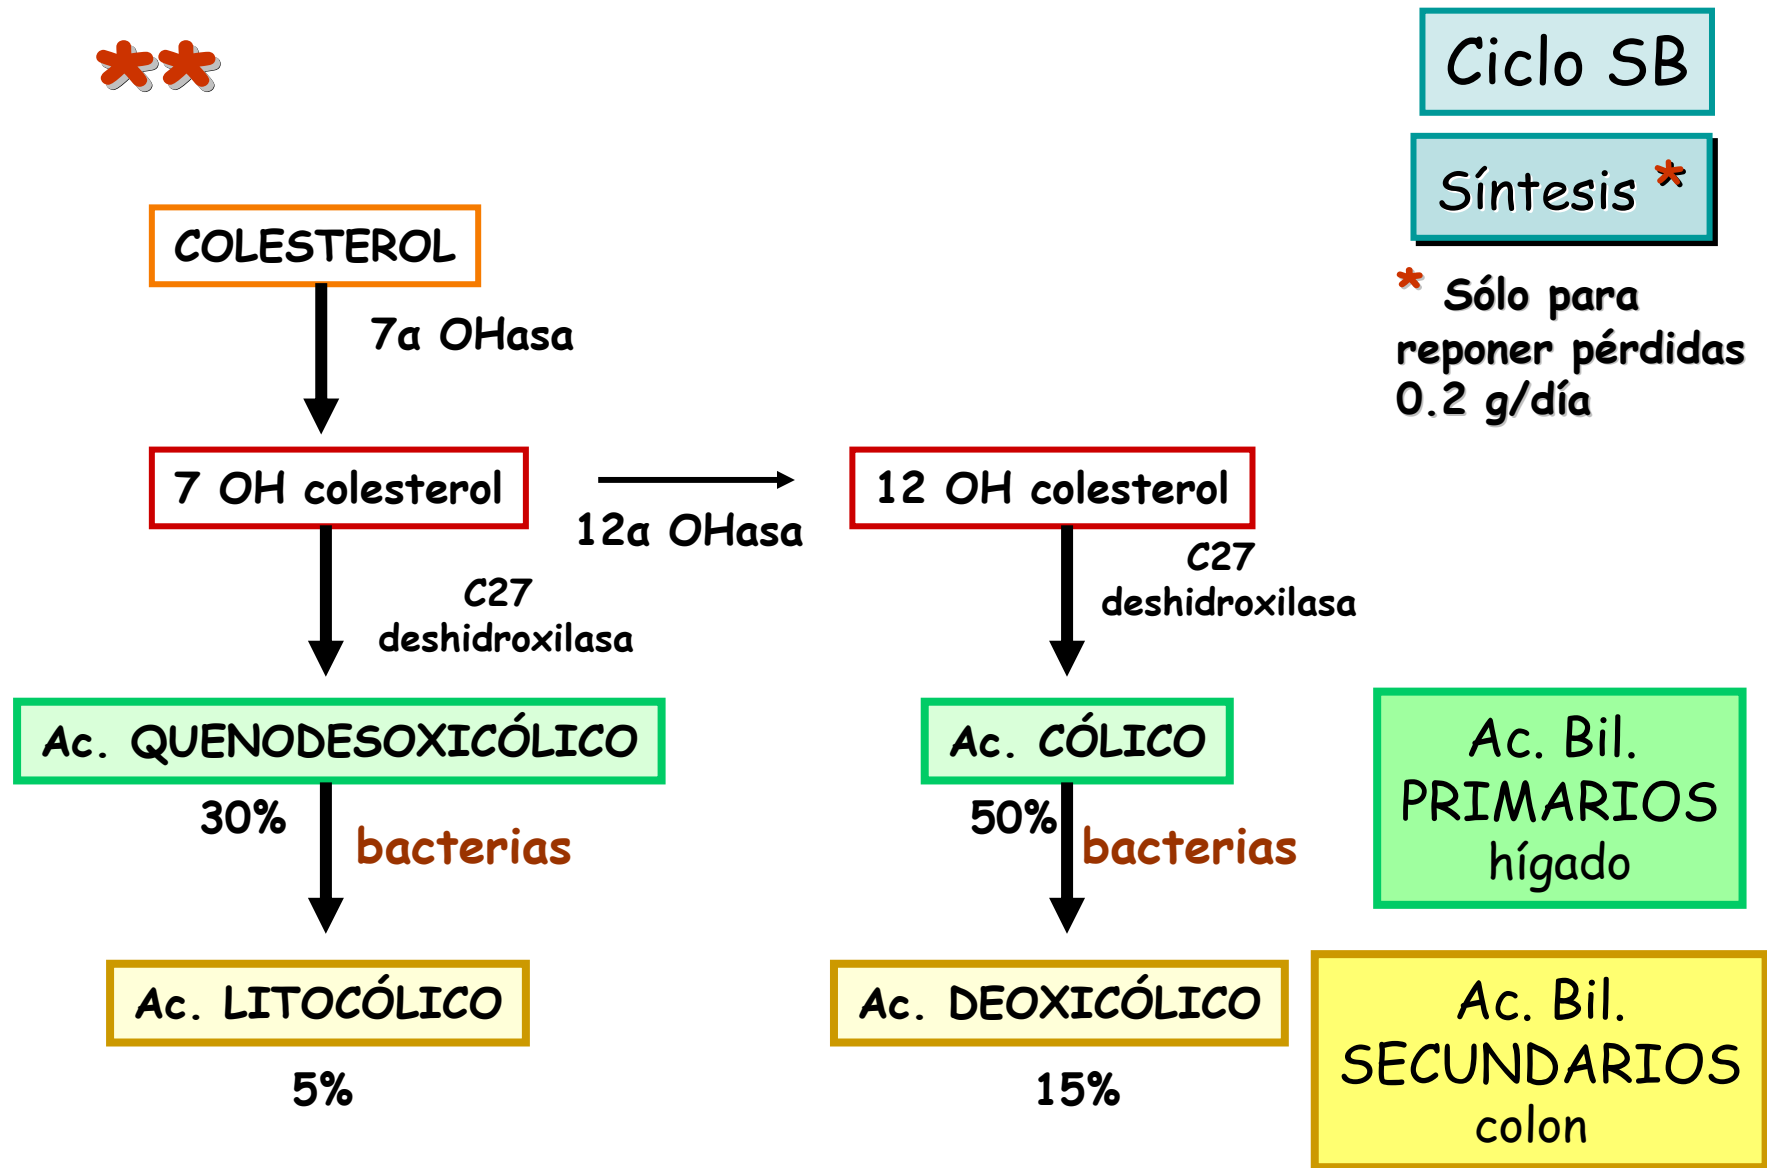 **
Ciclo SB
Síntesis *
* Sólo para
reponer pérdidas
0.2 g/día
COLESTEROL
7a OHasa
7 OH colesterol
12a OHasa
12 OH colesterol
C27
deshidroxilasa
C27
deshidroxilasa
Ac. QUENODESOXICÓLICO
Ac. CÓLICO
Ac. Bil.
PRIMARIOS
hígado
30%
bacterias
50%
bacterias
Ac. LITOCÓLICO
Ac. DEOXICÓLICO
Ac. Bil.
SECUNDARIOS
colon
5%
15%